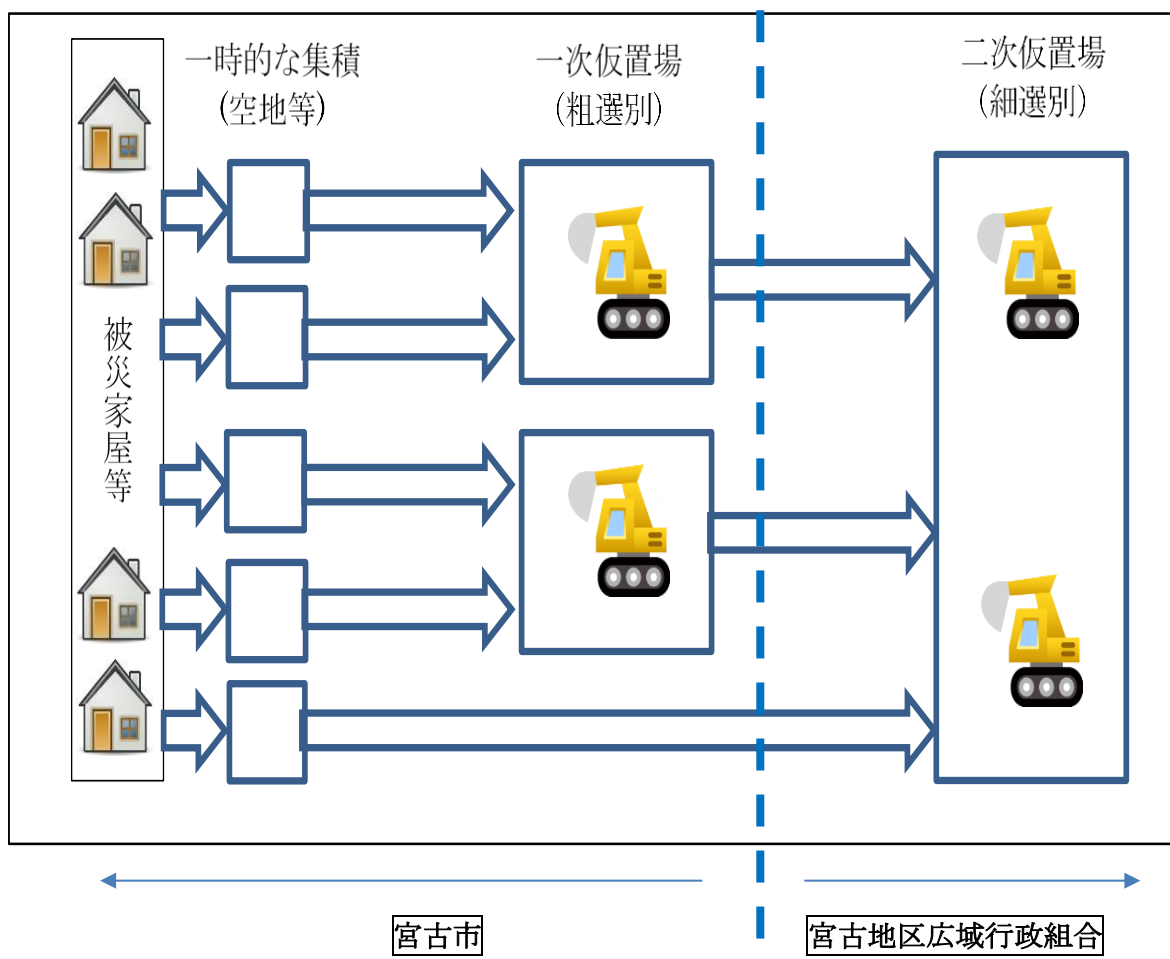 一時的な集積
(空地等)
一次仮置場
(粗選別)
二次仮置場
(細選別)
被災家屋等
宮古市
宮古地区広域行政組合